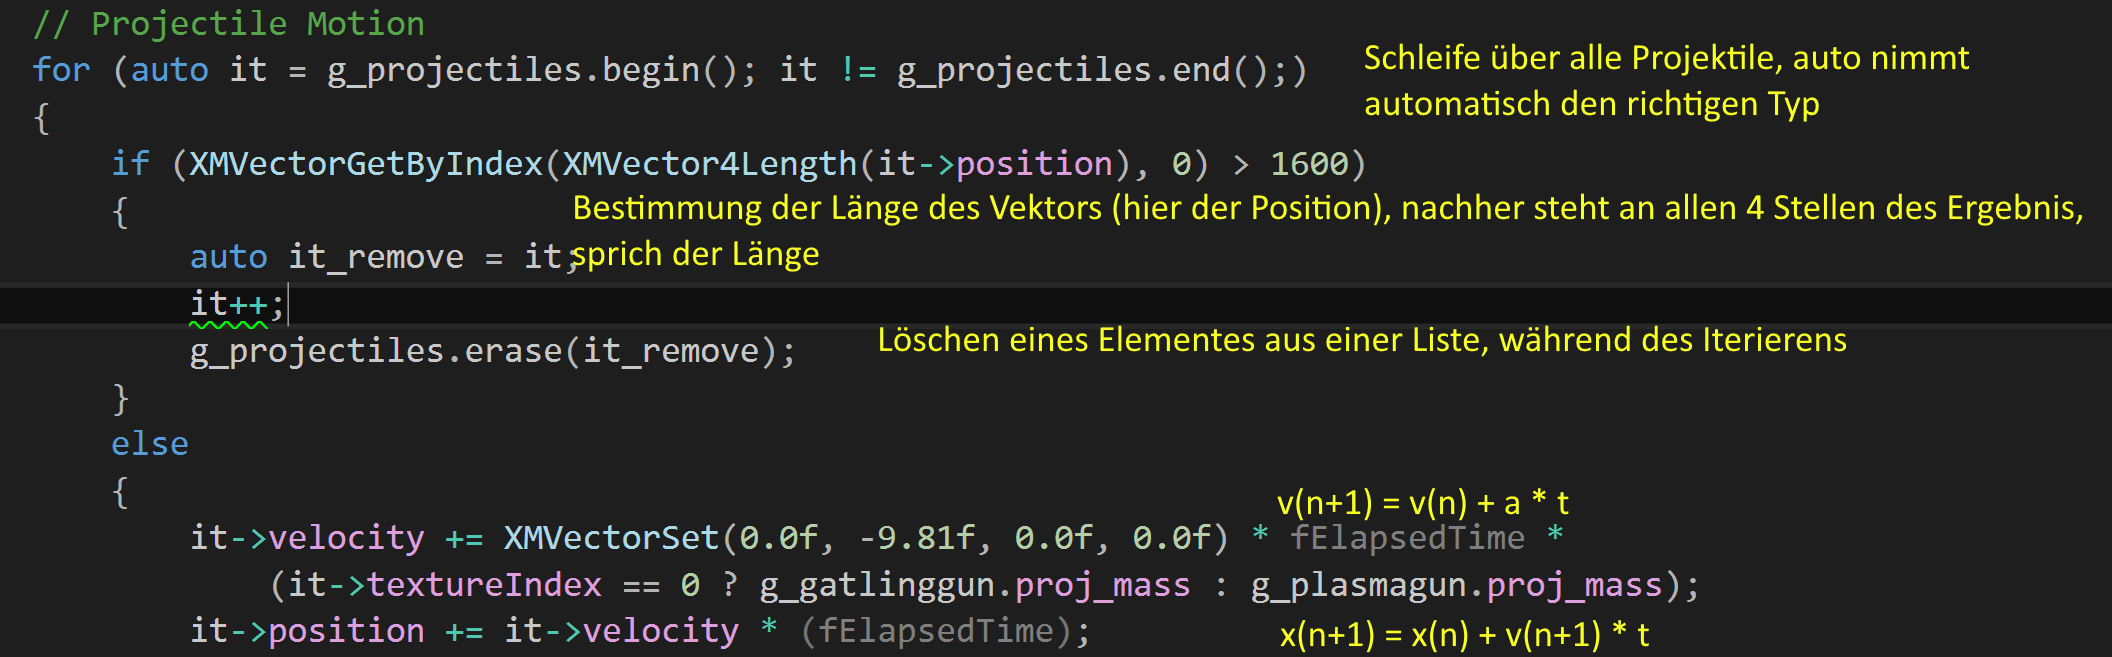 // Projectile Motion
for (auto it = g_projectiles.begin(); it != g_projectiles.end();)
Schleife über alle Projektile, auto nimmt
automatisch den richtigen Typ
{
if (XMVectorGetByIndex(XMVector4Length(it->position), 0) > 1600)
{
Bestimmung der Länge des Vektors (hier der Position), nachher steht an allen 4 Stellen des Ergebnis,
sprich der Länge
auto it_remove = it;
it++;
g_projectiles.erase(it_remove);
Löschen eines Elementes aus einer Liste, während des Iterierens
}
else
{
v(n+1) = v(n) + a * t
it->velocity += XMVectorSet(0.0f, -9.81f, 0.0f, 0.0f) * fElapsedTime *
(it->textureIndex == 0 ? g_gatlinggun.proj_mass : g_plasmagun.proj_mass);
it->position += it->velocity * (fElapsedTime);
x(n+1) = x(n) + v(n+1) * t